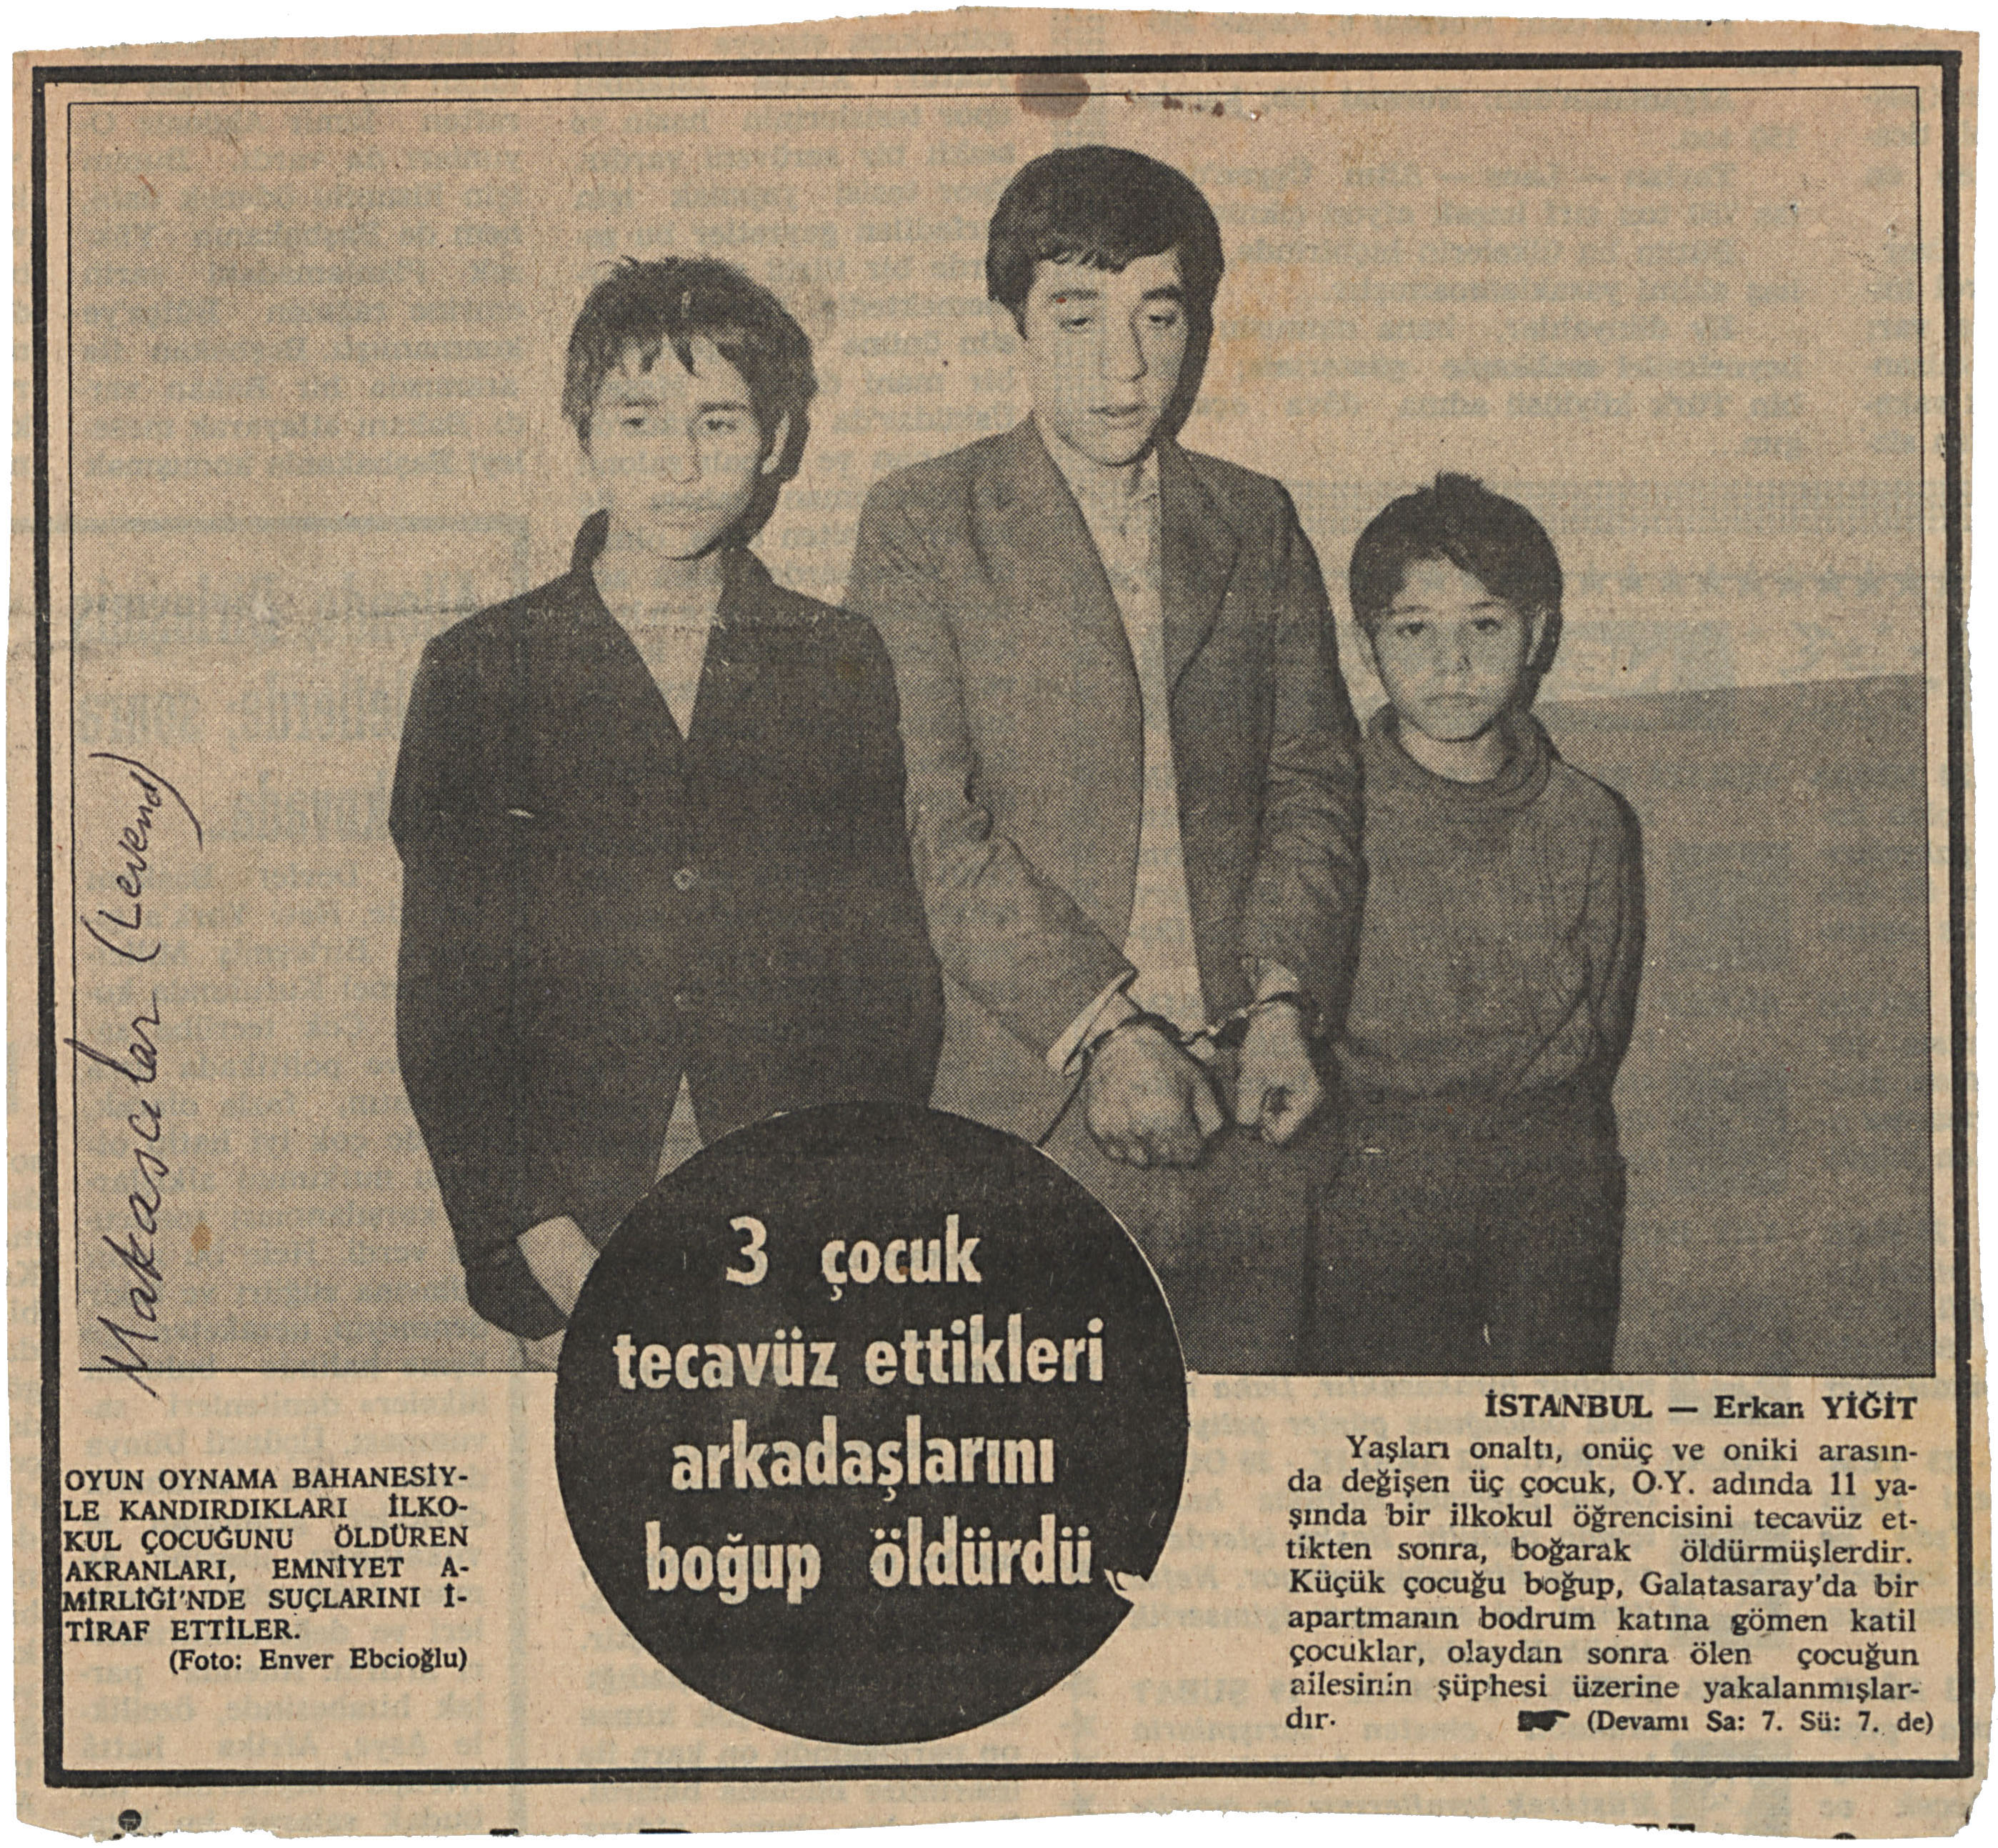 Makascılar (Levend)
3 çocuk
tecavüz ettikleri
arkadaşlarını
boğup öldürdü
OYUN OYNAMA BAHANESİY-
LE KANDIRDIKLARI İLKO-
KUL ÇOCUĞUNU ÖLDÜREN
AKRANLARI, EMNİYET A-
MİRLİĞİ'NDE SUÇLARINI İ-
TİRAF ETTİLER.
(Foto: Enver Ebcioğlu)
İSTANBUL — Erkan YİĞİT
Yaşları onaltı, onüç ve oniki arasın-
da değişen üç çocuk, O.Y. adında 11 ya-
şında bir ilkokul öğrencisini tecavüz et-
tikten sonra, boğarak öldürmüşlerdir.
Küçük çocuğu boğup, Galatasaray'da bir
apartmanın bodrum katına gömen katil
çocuklar, olaydan sonra ölen çocuğun
ailesinin şüphesi üzerine yakalanmışlar-
dır. (Devamı Sa: 7. Sü: 7. de)